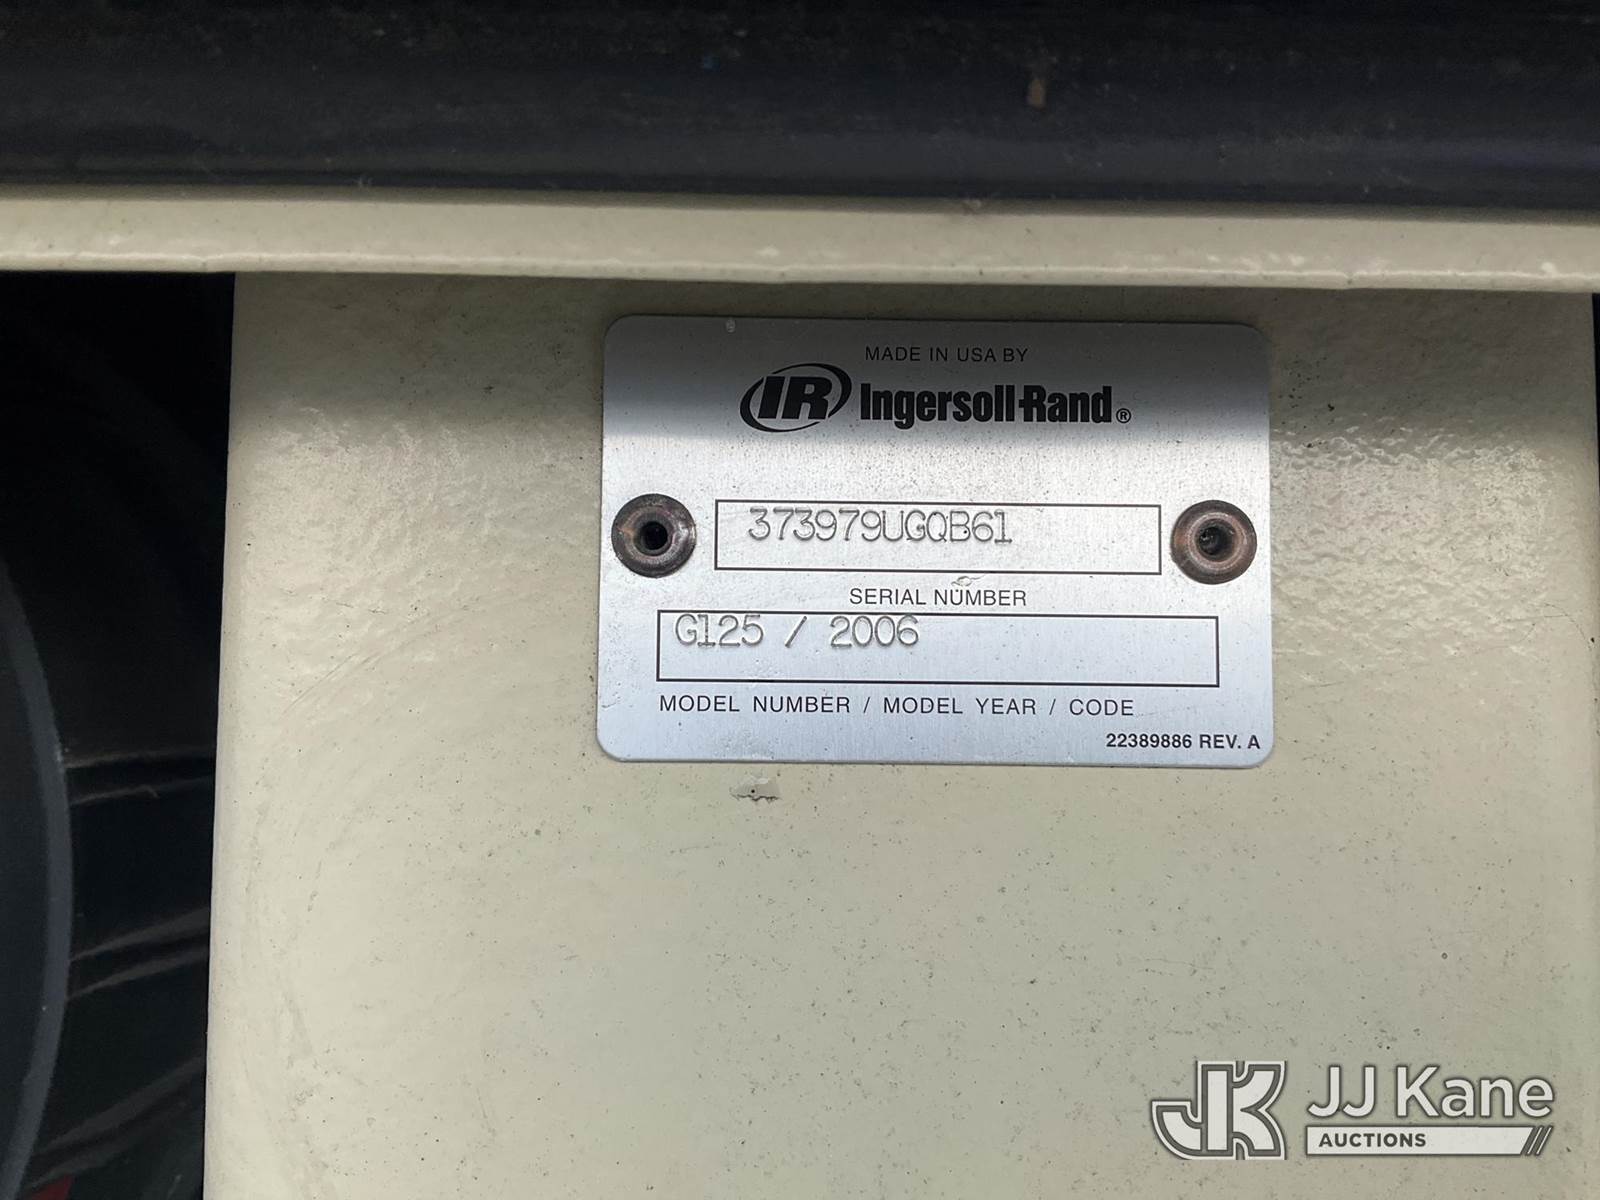 MADE IN USA BY
IR Ingersoll-Rand®
373979UGQB61
SERIAL NUMBER
G125 / 2006
MODEL NUMBER / MODEL YEAR / CODE
22389886 REV. A
JK JJ Kane
AUCTIONS